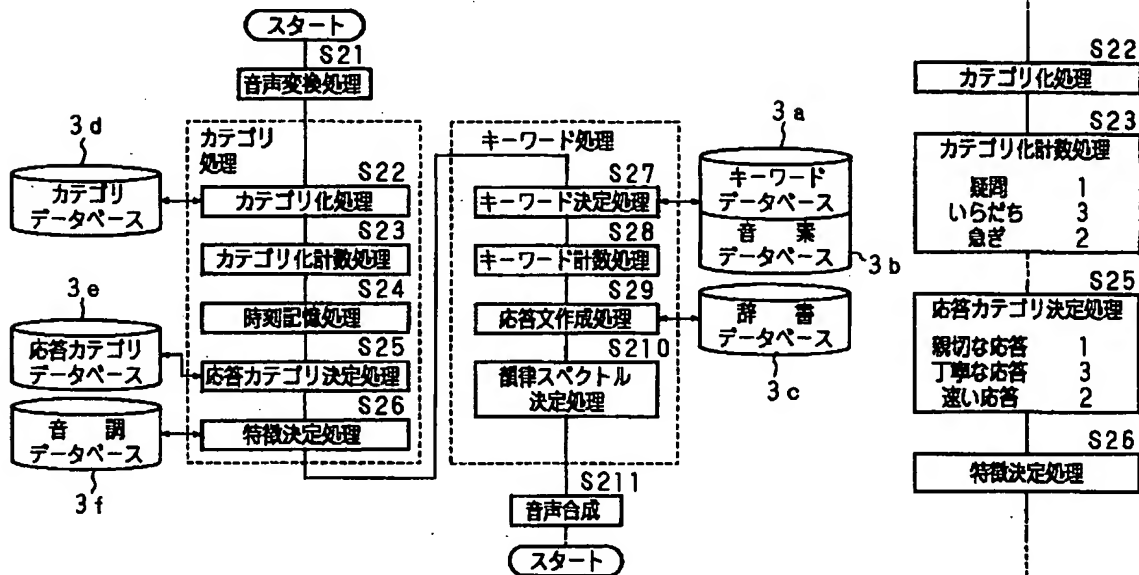 スタート
S21
音声変換処理
3d
カテゴリ
データベース
カテゴリ
処理
S22
カテゴリ化処理
S23
カテゴリ化計数処理
S24
時刻記憶処理
3e
応答カテゴリ
データベース
S25
応答カテゴリ決定処理
S26
特徴決定処理
音 調
データベース
3f
キーワード処理
S27
キーワード決定処理
S28
キーワード計数処理
S29
応答文作成処理
S210
韻律スペクトル
決定処理
S211
音声合成
スタート
3a
キーワード
データベース
音 素
データベース
3b
辞書
データベース
3c
S22
カテゴリ化処理
S23
カテゴリ化計数処理
疑問 1
いらだち 3
急ぎ 2
S25
応答カテゴリ決定処理
親切な応答 1
丁寧な応答 3
速い応答 2
S26
特徴決定処理